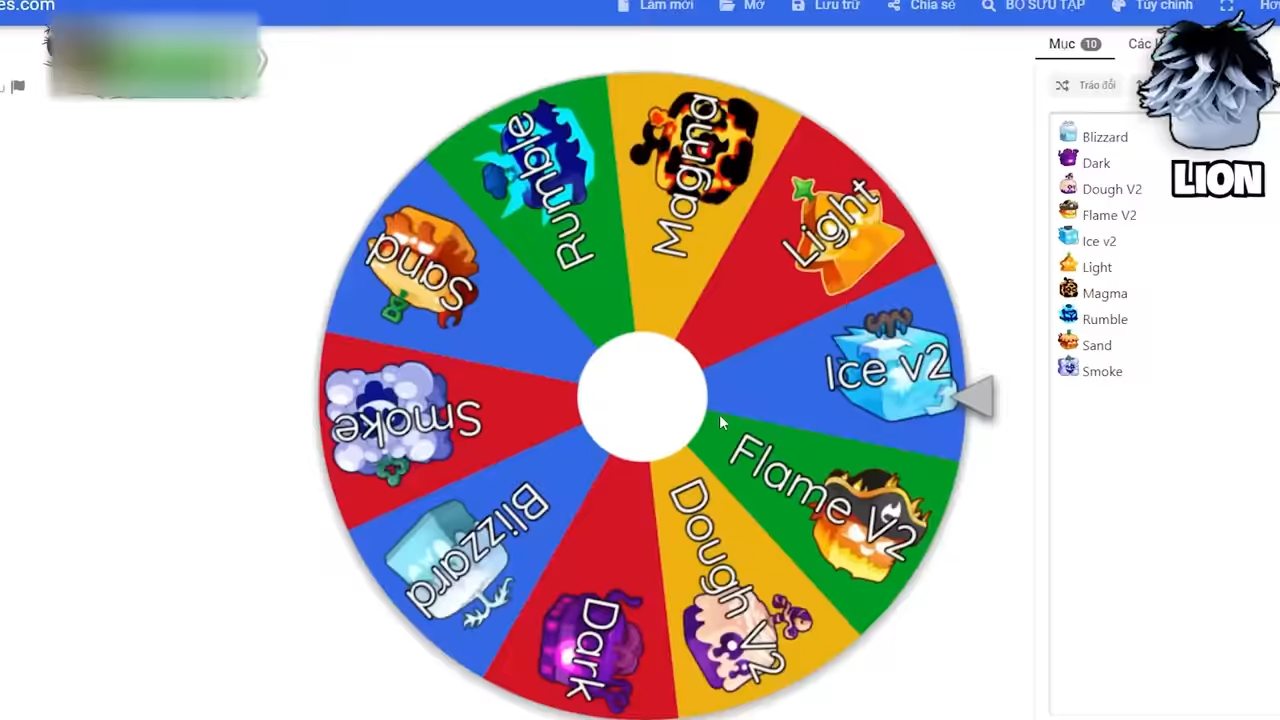 es.com
Làm mới
Mở
Lưu trữ
Chia sẻ
BỘ SƯU TẬP
Tùy chỉnh
Mục 10
Các
Tráo đổi
LION
Blizzard
Dark
Dough V2
Flame V2
Ice v2
Light
Magma
Rumble
Sand
Smoke
Rumble
Magma
Light
Sand
Ice v2
Smoke
Flame V2
Blizzard
Dough V2
Dark